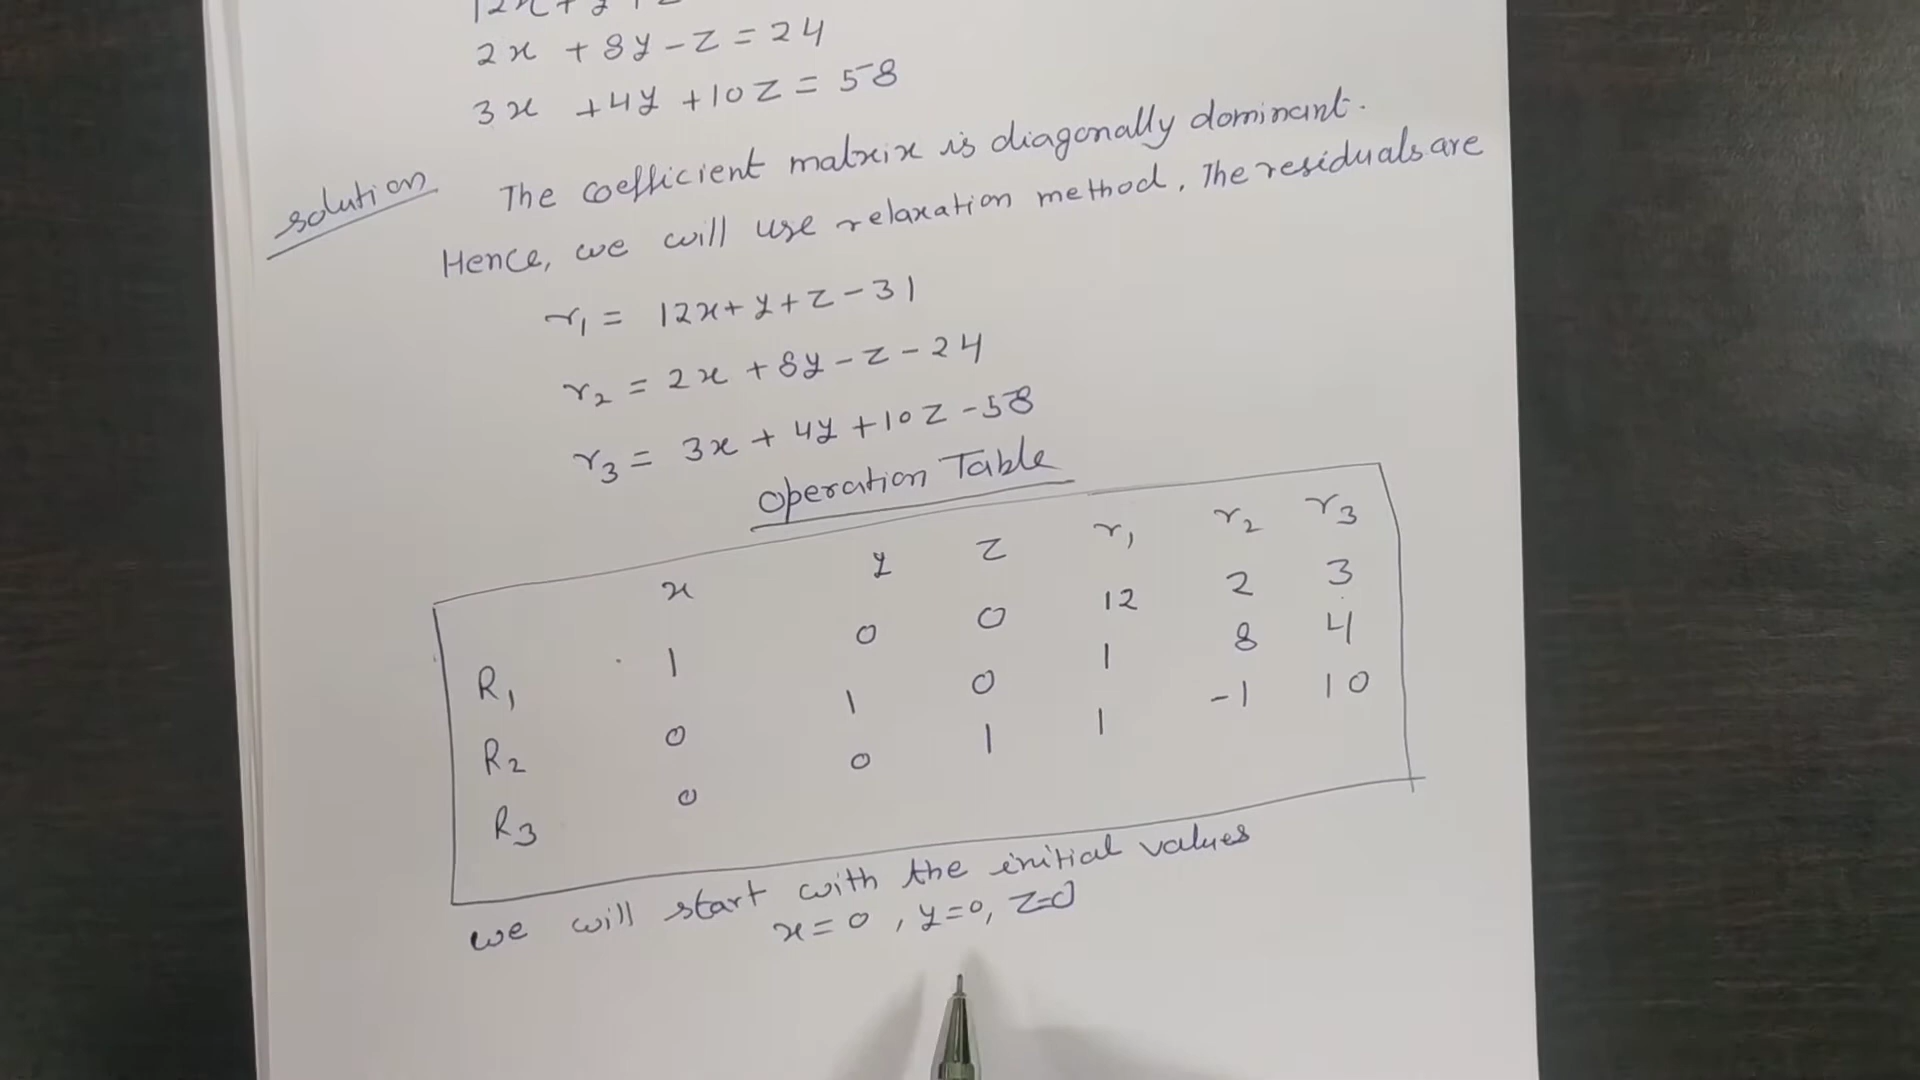 2x + 8y - z = 24
3x + 4y + 10z = 58
solution The coefficient matrix is diagonally dominant.
Hence, we will use relaxation method. The residuals are
r1 = 12x + y + z - 31
r2 = 2x + 8y - z - 24
r3 = 3x + 4y + 10z - 58
operation Table
x y z r1 r2 r3
R1 1 0 0 12 2 3
R2 0 1 0 1 8 4
R3 0 0 1 1 -1 10
we will start with the initial values
x = 0, y = 0, z = 0